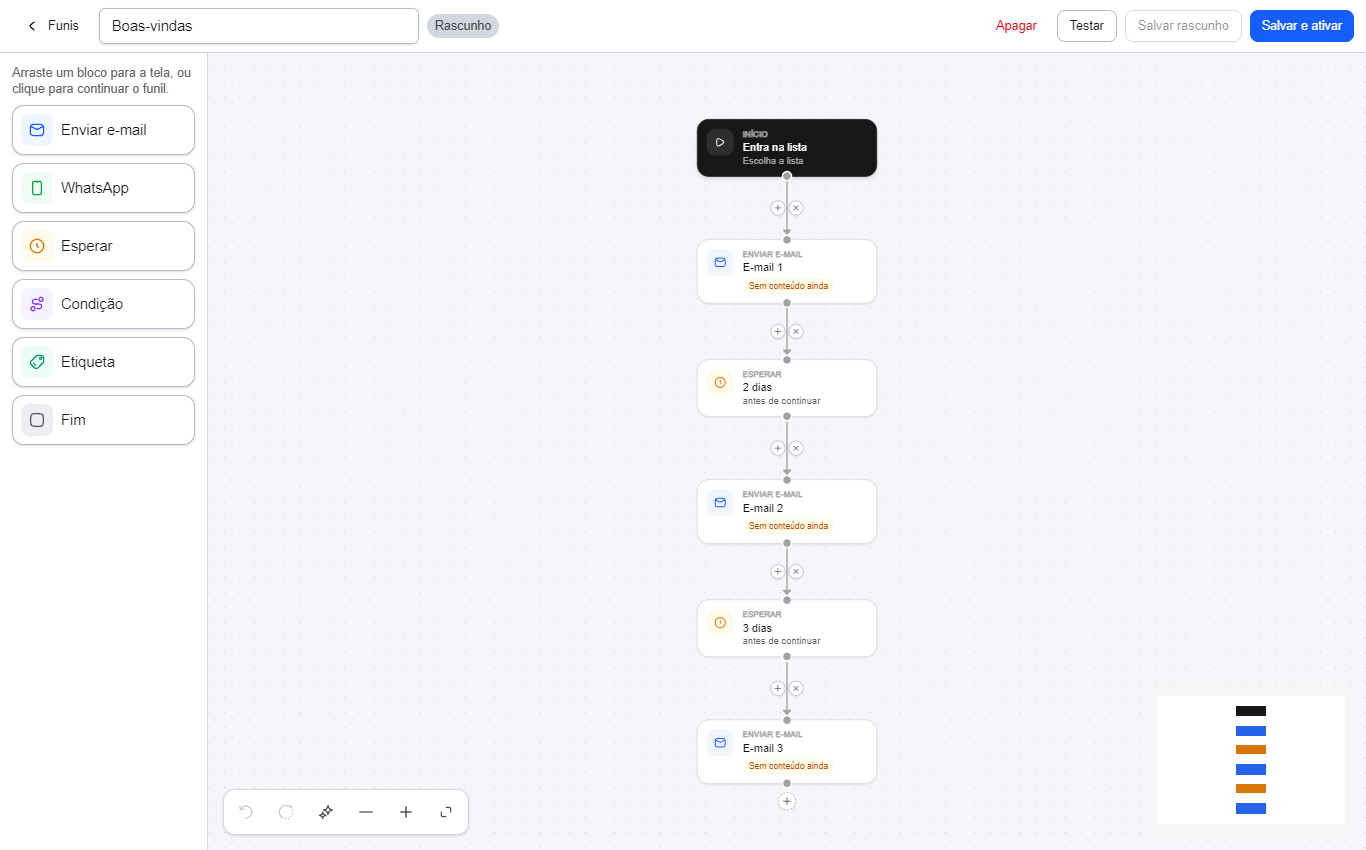 Funis
Boas-vindas
Rascunho
Apagar
Testar
Salvar rascunho
Salvar e ativar
Arraste um bloco para a tela, ou
clique para continuar o funil.
Enviar e-mail
WhatsApp
Esperar
Condição
Etiqueta
Fim
INÍCIO
Entra na lista
Escolha a lista
ENVIAR E-MAIL
E-mail 1
Sem conteúdo ainda
ESPERAR
2 dias
antes de continuar
ENVIAR E-MAIL
E-mail 2
Sem conteúdo ainda
ESPERAR
3 dias
antes de continuar
ENVIAR E-MAIL
E-mail 3
Sem conteúdo ainda